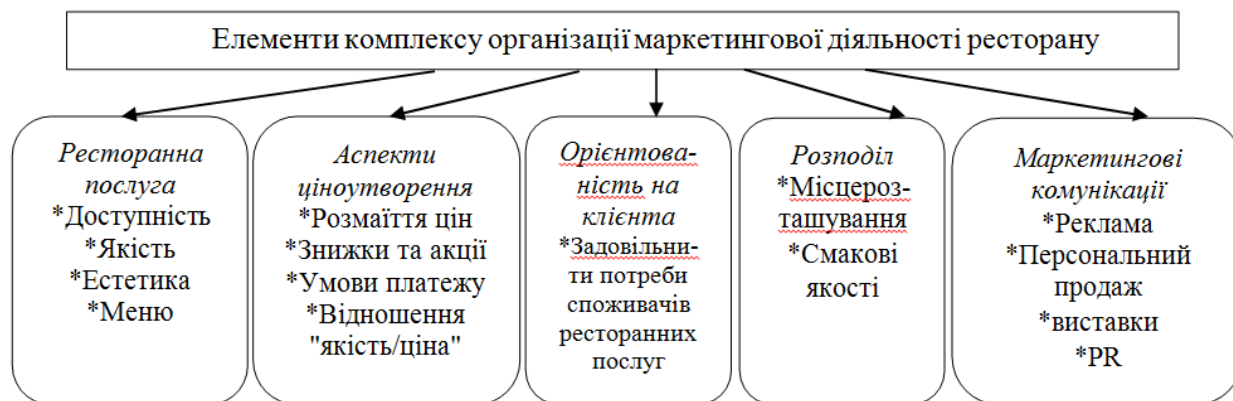 Елементи комплексу організації маркетингової діяльності ресторану
Ресторанна
послуга
*Доступність
*Якість
*Естетика
*Меню
Аспекти
ціноутворення
*Розмаїття цін
*Знижки та акції
*Умови платежу
*Відношення
"якість/ціна"
Орієнтова-
ність на
клієнта
*Задовільни-
ти потреби
споживачів
ресторанних
послуг
Розподіл
*Місцероз-
ташування
*Смакові
якості
Маркетингові
комунікації
*Реклама
*Персональний
продаж
*виставки
*PR